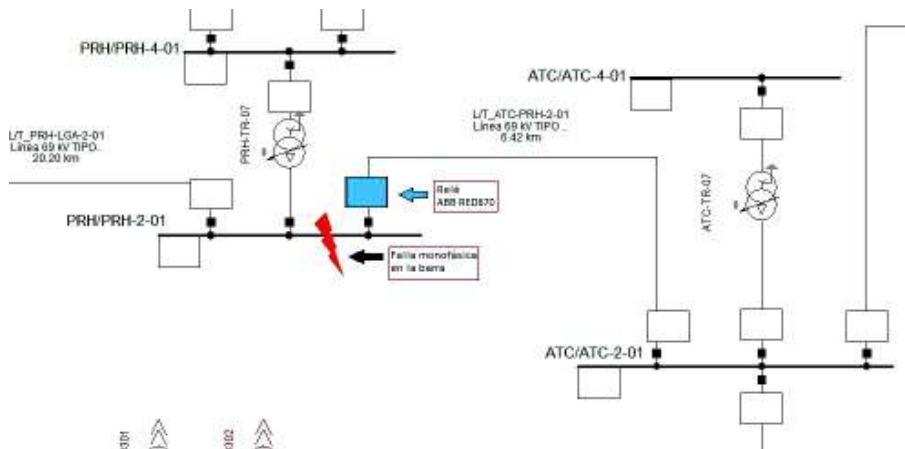 PRH/PRH-4-01
ATC/ATC-4-01
L/T_PRH-LGA-2-01
Línea 69 kV TIPO..
20.20 km
PRH-TR-07
L/T_ATC-PRH-2-01
Línea 69 kV TIPO ..
6.42 km
Relé
ABB RED670
ATC-TR-07
PRH/PRH-2-01
Falla monofásica
en la barra
ATC/ATC-2-01